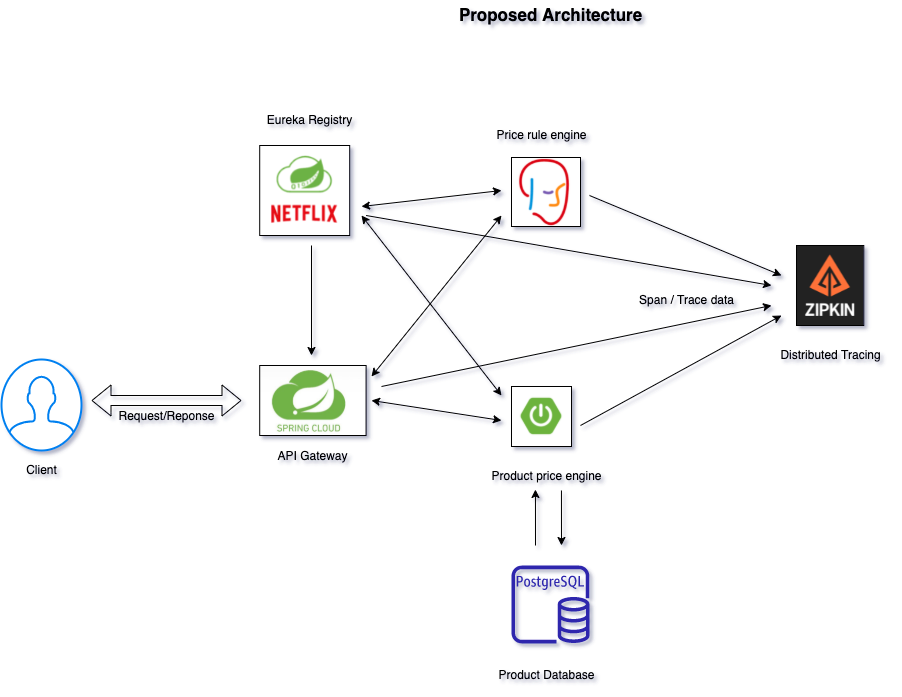 Proposed Architecture
Eureka Registry
Price rule engine
NETFLIX
Span / Trace data
ZIPKIN
Distributed Tracing
Request/Reponse
SPRING CLOUD
API Gateway
Client
Product price engine
PostgreSQL
Product Database